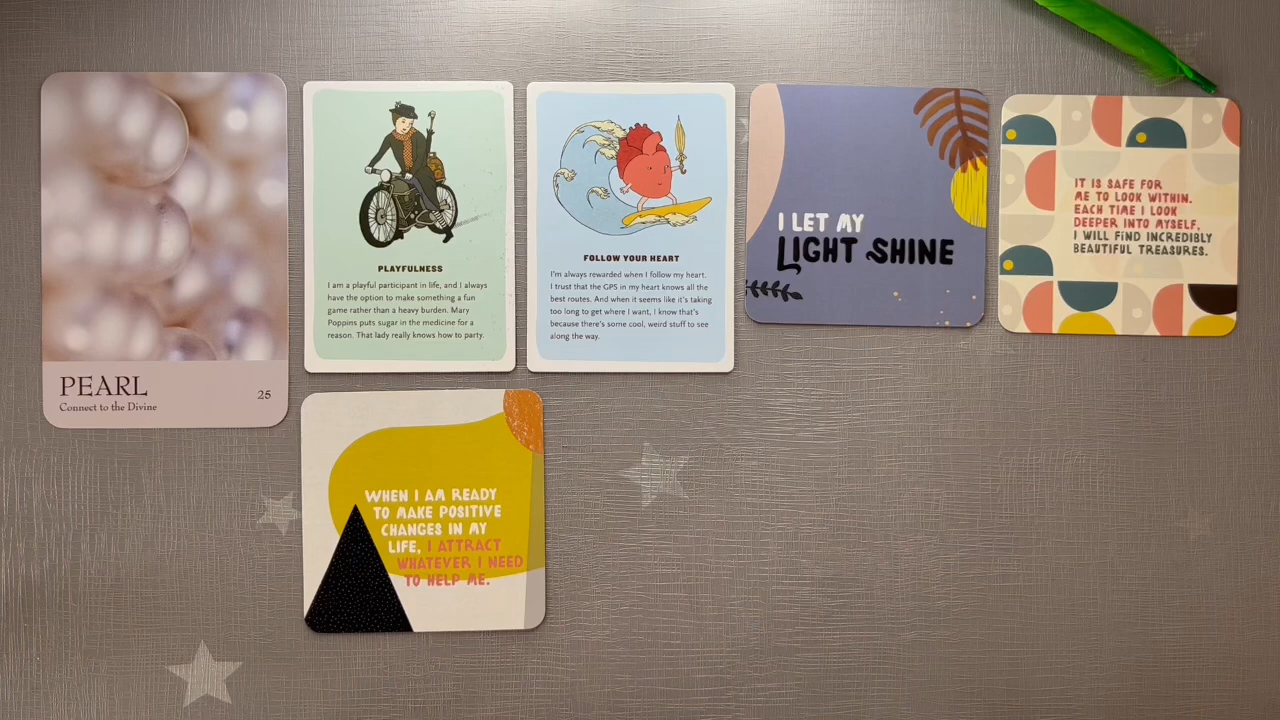 PEARL
Connect to the Divine
25
PLAYFULNESS
I am a playful participant in life, and I always
have the option to make something a fun
game rather than a heavy burden. Mary
Poppins puts sugar in the medicine for a
reason. That lady really knows how to party.
FOLLOW YOUR HEART
I'm always rewarded when I follow my heart.
I trust that the GPS in my heart knows all the
best routes. And when it seems like it's taking
too long to get where I want, I know that's
because there's some cool, weird stuff to see
along the way.
I LET MY
LIGHT SHINE
IT IS SAFE FOR
ME TO LOOK WITHIN.
EACH TIME I LOOK
DEEPER INTO MYSELF,
I WILL FIND INCREDIBLY
BEAUTIFUL TREASURES.
WHEN I AM READY
TO MAKE POSITIVE
CHANGES IN MY
LIFE, I ATTRACT
WHATEVER I NEED
TO HELP ME.